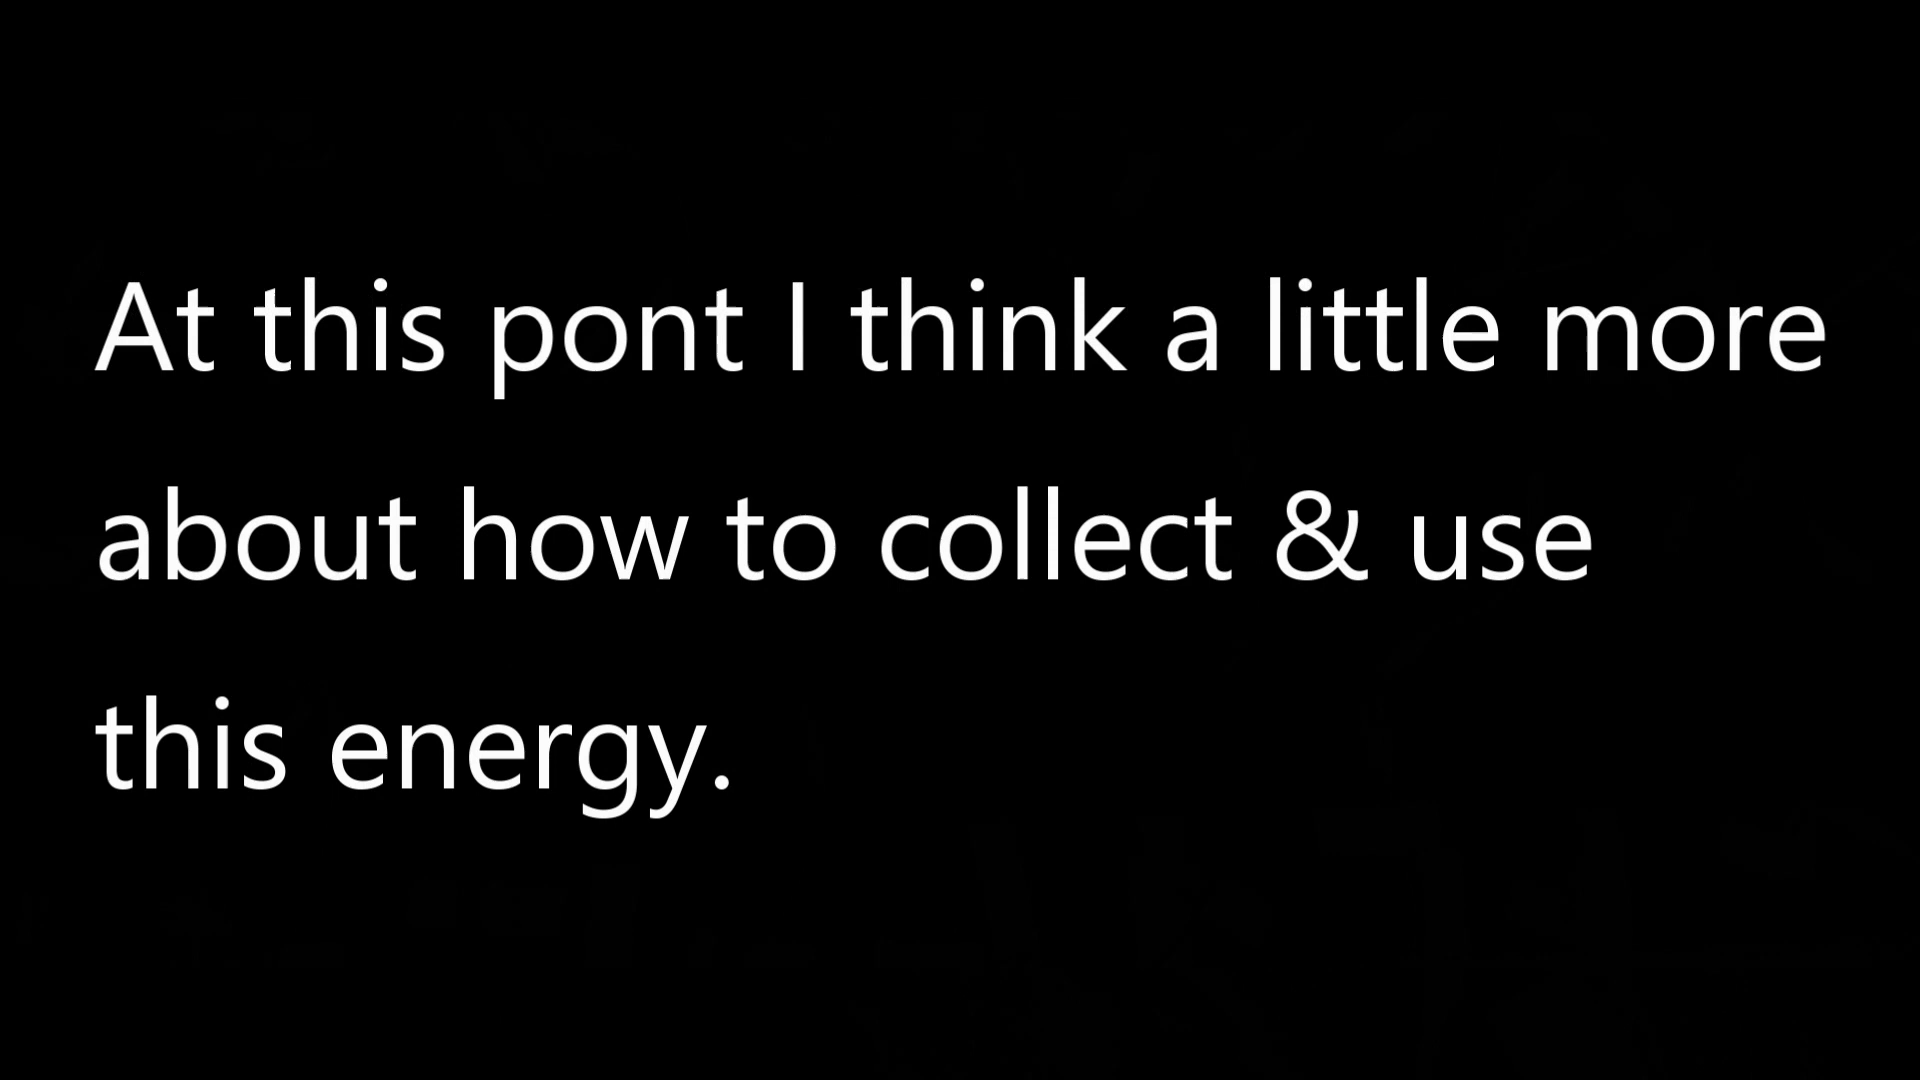 At this pont I think a little more
about how to collect & use
this energy.